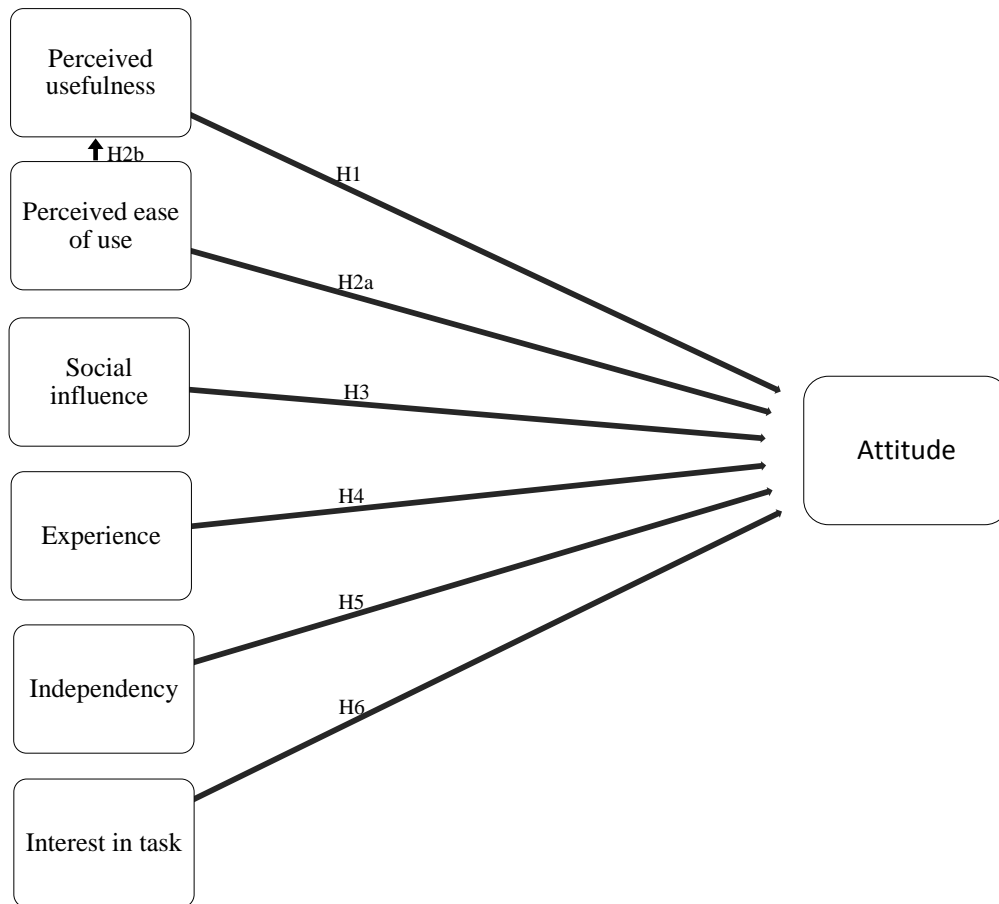 Perceived
usefulness
H2b
H1
Perceived ease
of use
H2a
Social
influence
H3
Attitude
Experience
H4
Independency
H5
Interest in task
H6